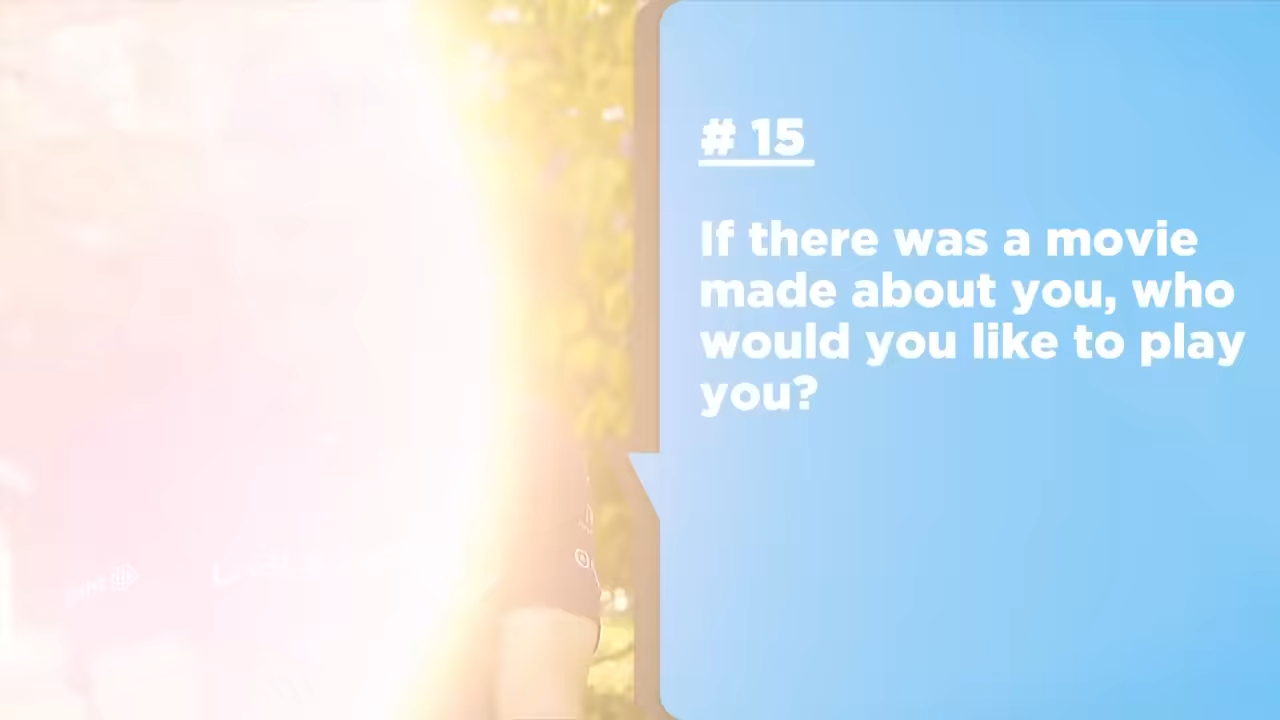 # 15
If there was a movie
made about you, who
would you like to play
you?